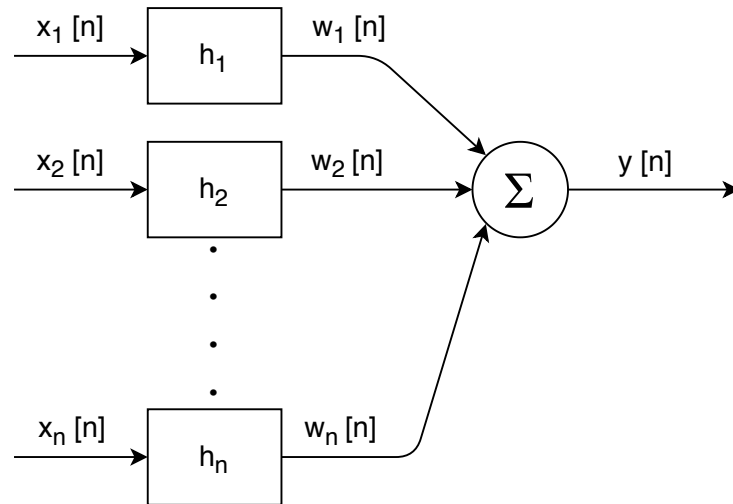 x₁ [n] h₁ w₁ [n]
x₂ [n] h₂ w₂ [n] Σ y [n]
xₙ [n] hₙ wₙ [n]